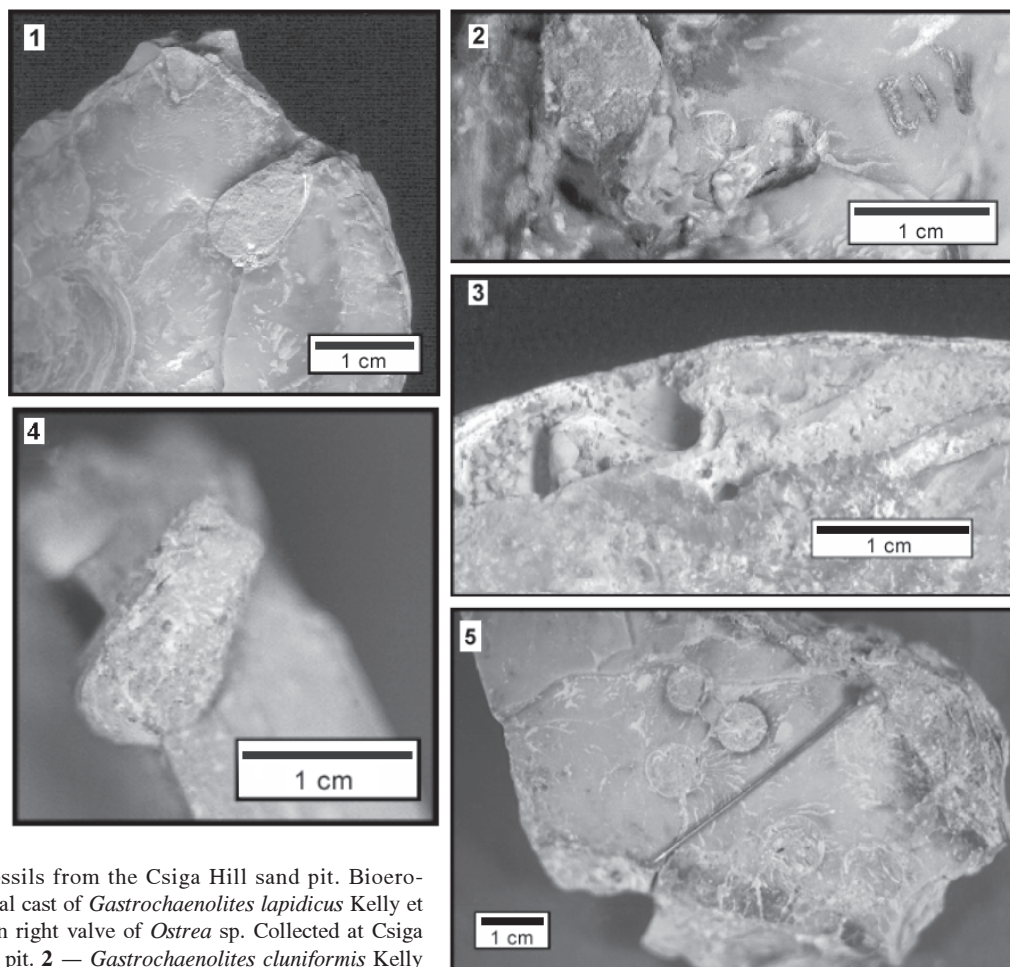 1
1 cm
2
1 cm
3
1 cm
4
1 cm
5
1 cm
ssils from the Csiga Hill sand pit. Bioero-
al cast of Gastrochaenolites lapidicus Kelly et
n right valve of Ostrea sp. Collected at Csiga
pit. 2 — Gastrochaenolites cluniformis Kelly